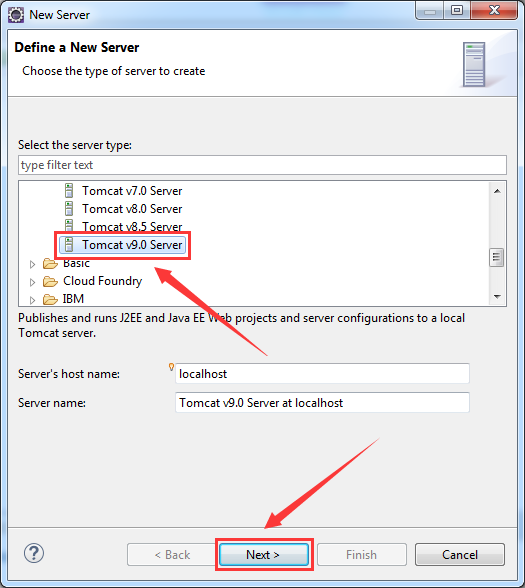 New Server
Define a New Server
Choose the type of server to create
Select the server type:
type filter text
Tomcat v7.0 Server
Tomcat v8.0 Server
Tomcat v8.5 Server
Tomcat v9.0 Server
Basic
Cloud Foundry
IBM
Publishes and runs J2EE and Java EE Web projects and server configurations to a local
Tomcat server.
Server's host name: localhost
Server name: Tomcat v9.0 Server at localhost
? < Back Next > Finish Cancel